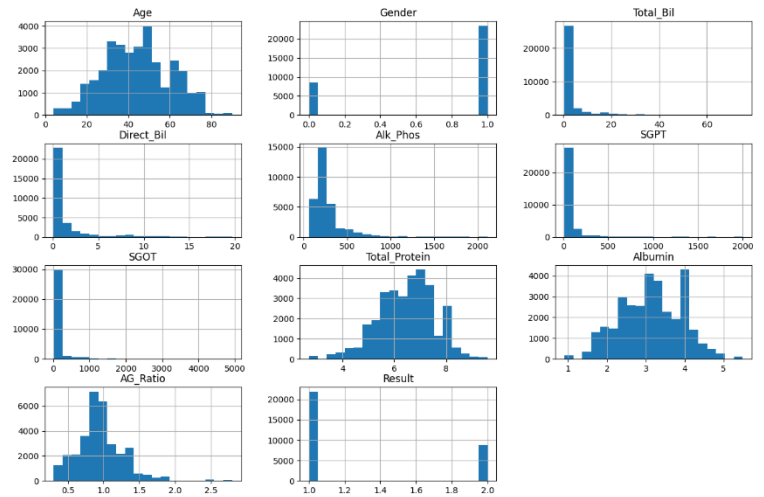 Age
4000
3000
2000
1000
0
0 20 40 60 80
Gender
20000
15000
10000
5000
0
0.0 0.2 0.4 0.6 0.8 1.0
Total_Bil
20000
10000
0
0 20 40 60
Direct_Bil
20000
15000
10000
5000
0
0 5 10 15 20
Alk_Phos
15000
10000
5000
0
0 500 1000 1500 2000
SGPT
20000
10000
0
0 500 1000 1500 2000
SGOT
30000
20000
10000
0
0 1000 2000 3000 4000 5000
Total_Protein
4000
3000
2000
1000
0
4 6 8
Albumin
4000
3000
2000
1000
0
1 2 3 4 5
AG_Ratio
6000
4000
2000
0
0.5 1.0 1.5 2.0 2.5
Result
20000
15000
10000
5000
0
1.0 1.2 1.4 1.6 1.8 2.0